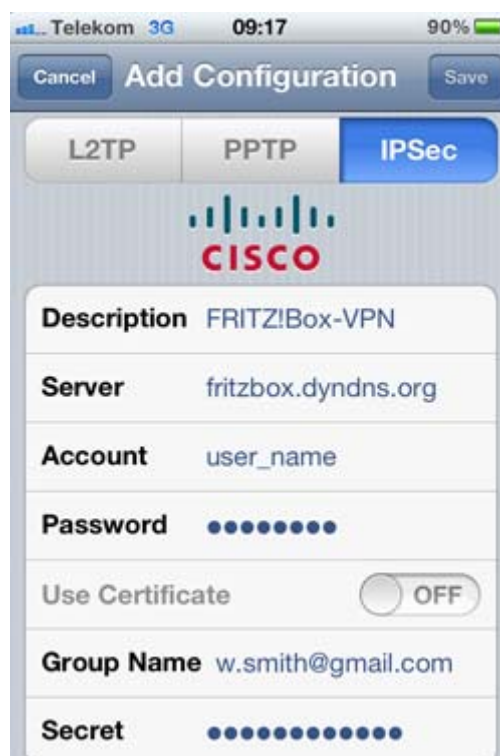 Telekom 3G 09:17 90%
Cancel Add Configuration Save
L2TP PPTP IPSec
CISCO
Description FRITZ!Box-VPN
Server fritzbox.dyndns.org
Account user_name
Password ●●●●●●●●
Use Certificate OFF
Group Name w.smith@gmail.com
Secret ●●●●●●●●●●●●